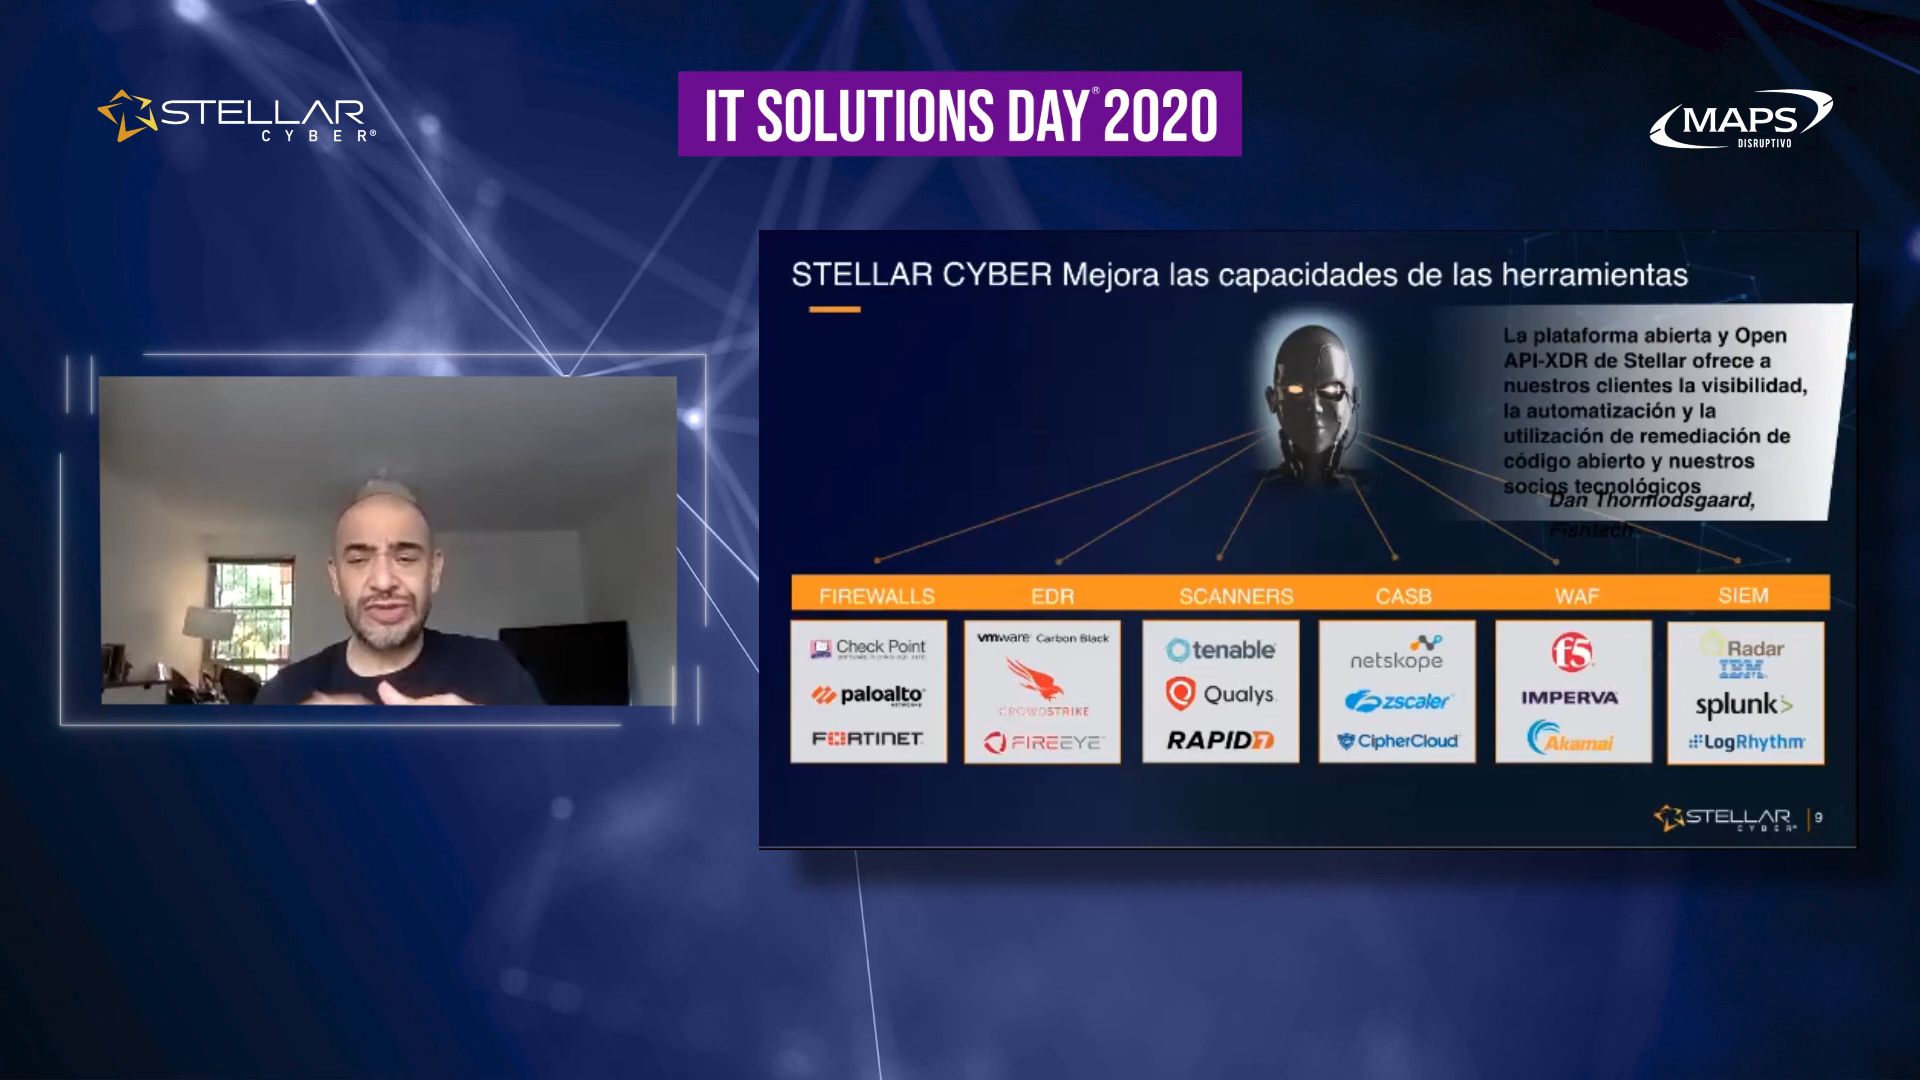 STELLAR
CYBER®
IT SOLUTIONS DAY® 2020
MAPS
DISRUPTIVO
STELLAR CYBER Mejora las capacidades de las herramientas
La plataforma abierta y Open
API-XDR de Stellar ofrece a
nuestros clientes la visibilidad,
la automatización y la
utilización de remediación de
código abierto y nuestros
socios tecnológicos
Dan Thormodsgaard,
Fishtech
FIREWALLS
EDR
SCANNERS
CASB
WAF
SIEM
Check Point
paloalto
NETWORKS
FORTINET
vmware Carbon Black
CROWDSTRIKE
FIREEYE
tenable
Qualys.
RAPID7
netskope
zscaler
CipherCloud
f5
IMPERVA
Akamai
Radar
IBM
splunk>
LogRhythm
STELLAR
CYBER®
9